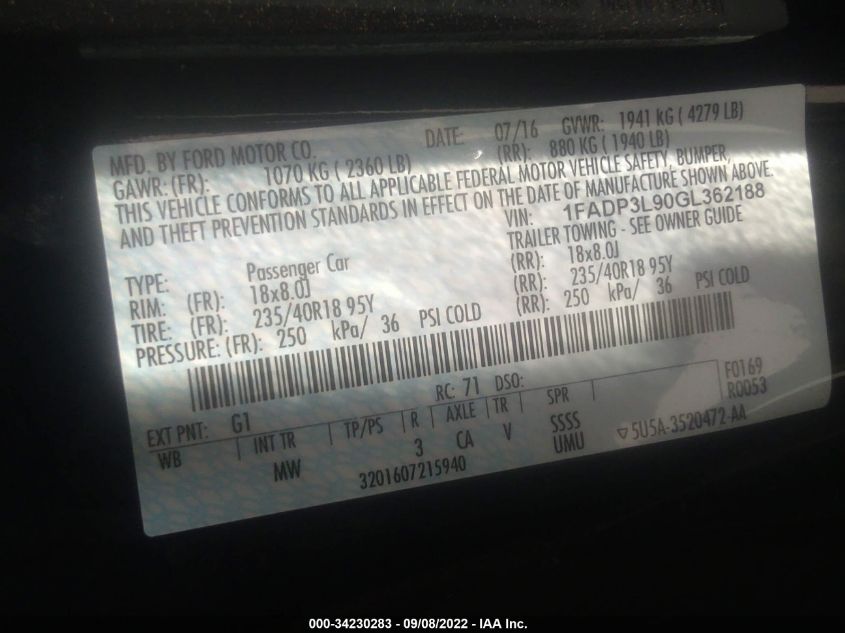 MFD. BY FORD MOTOR CO. DATE: 07/16 GVWR: 1941 KG ( 4279 LB)
GAWR: (FR): 1070 KG ( 2360 LB) (RR): 880 KG ( 1940 LB)
THIS VEHICLE CONFORMS TO ALL APPLICABLE FEDERAL MOTOR VEHICLE SAFETY, BUMPER,
AND THEFT PREVENTION STANDARDS IN EFFECT ON THE DATE OF MANUFACTURE SHOWN ABOVE.
VIN: 1FADP3L90GL362188
TYPE: Passenger Car TRAILER TOWING - SEE OWNER GUIDE
RIM: (FR): 18x8.0J (RR): 18x8.0J
TIRE: (FR): 235/40R18 95Y (RR): 235/40R18 95Y
PRESSURE: (FR): 250 kPa/ 36 PSI COLD (RR): 250 kPa/ 36 PSI COLD
EXT PNT: G1 RC: 71 DSO: F0169
R0053
WB INT TR TP/PS R AXLE TR SPR
MW 3 CA V SSSS
3201607215940 UMU 5U5A-3520472-AA
000-34230283 - 09/08/2022 - IAA Inc.